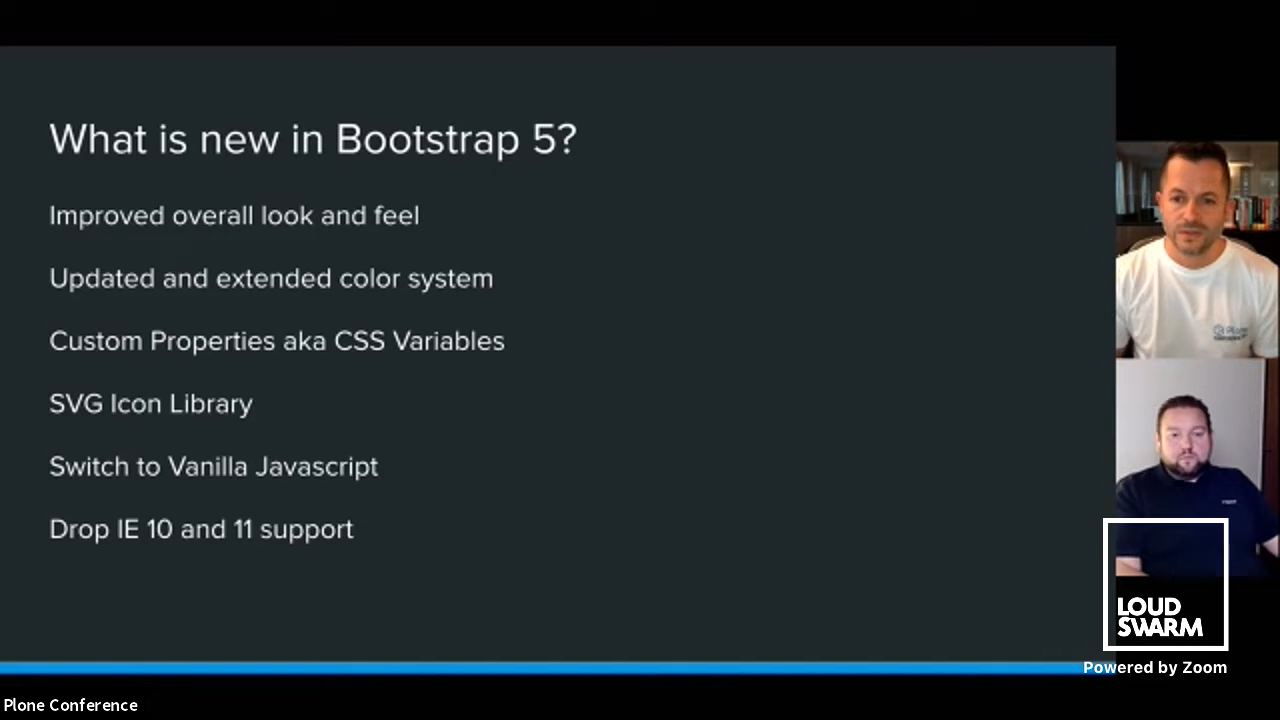 What is new in Bootstrap 5?
Improved overall look and feel
Updated and extended color system
Custom Properties aka CSS Variables
SVG Icon Library
Switch to Vanilla Javascript
Drop IE 10 and 11 support
LOUD
SWARM
Powered by Zoom
Plone Conference